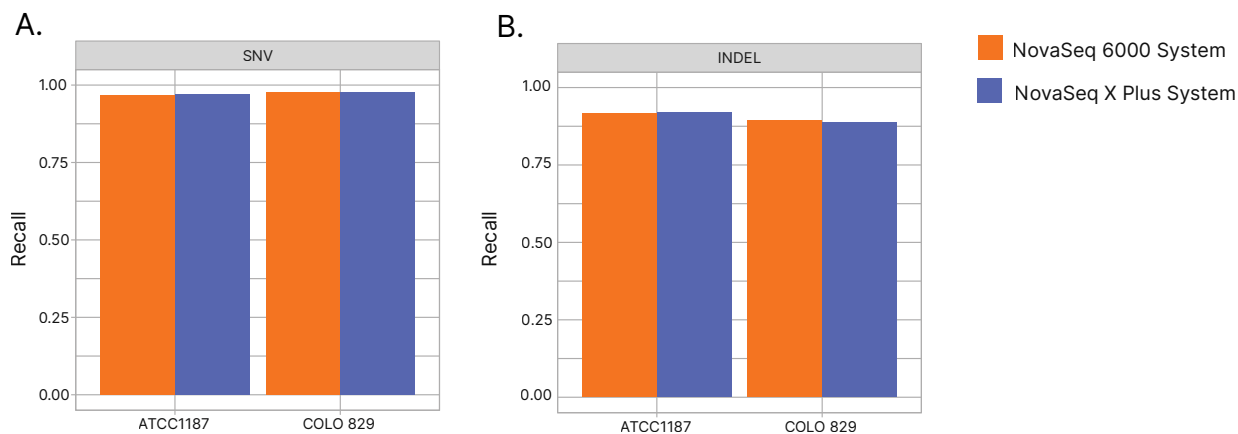 A.
SNV
Recall
1.00
0.75
0.50
0.25
0.00
ATCC1187
COLO 829
B.
INDEL
Recall
1.00
0.75
0.50
0.25
0.00
ATCC1187
COLO 829
NovaSeq 6000 System
NovaSeq X Plus System